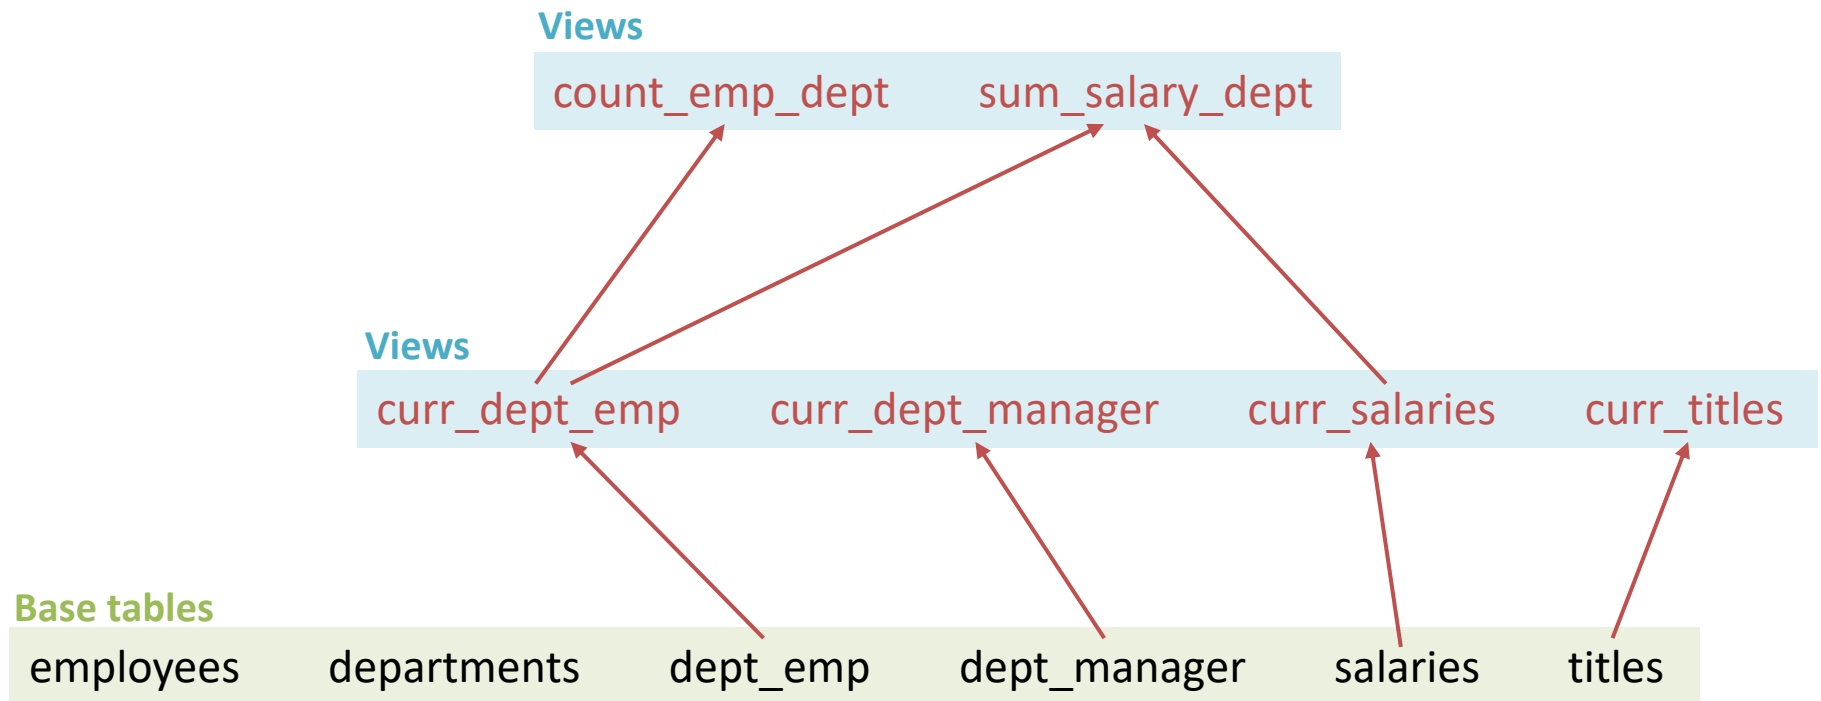 Views
count_emp_dept sum_salary_dept
Views
curr_dept_emp curr_dept_manager curr_salaries curr_titles
Base tables
employees departments dept_emp dept_manager salaries titles